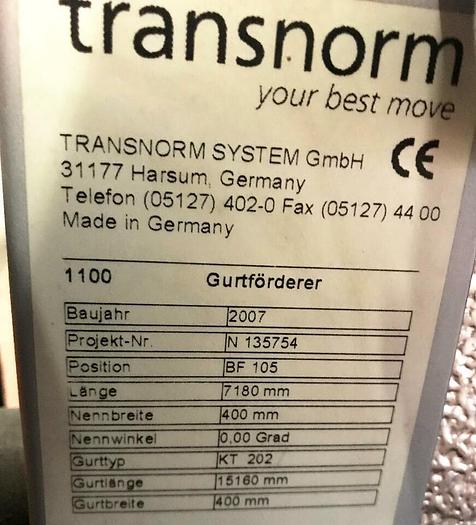 transnorm
your best move
TRANSNORM SYSTEM GmbH CE
31177 Harsum, Germany
Telefon (05127) 402-0 Fax (05127) 44 00
Made in Germany
1100 Gurtförderer
Baujahr 2007
Projekt-Nr. N 135754
Position BF 105
Länge 7180 mm
Nennbreite 400 mm
Nennwinkel 0,00 Grad
Gurttyp KT 202
Gurtlänge 15160 mm
Gurtbreite 400 mm